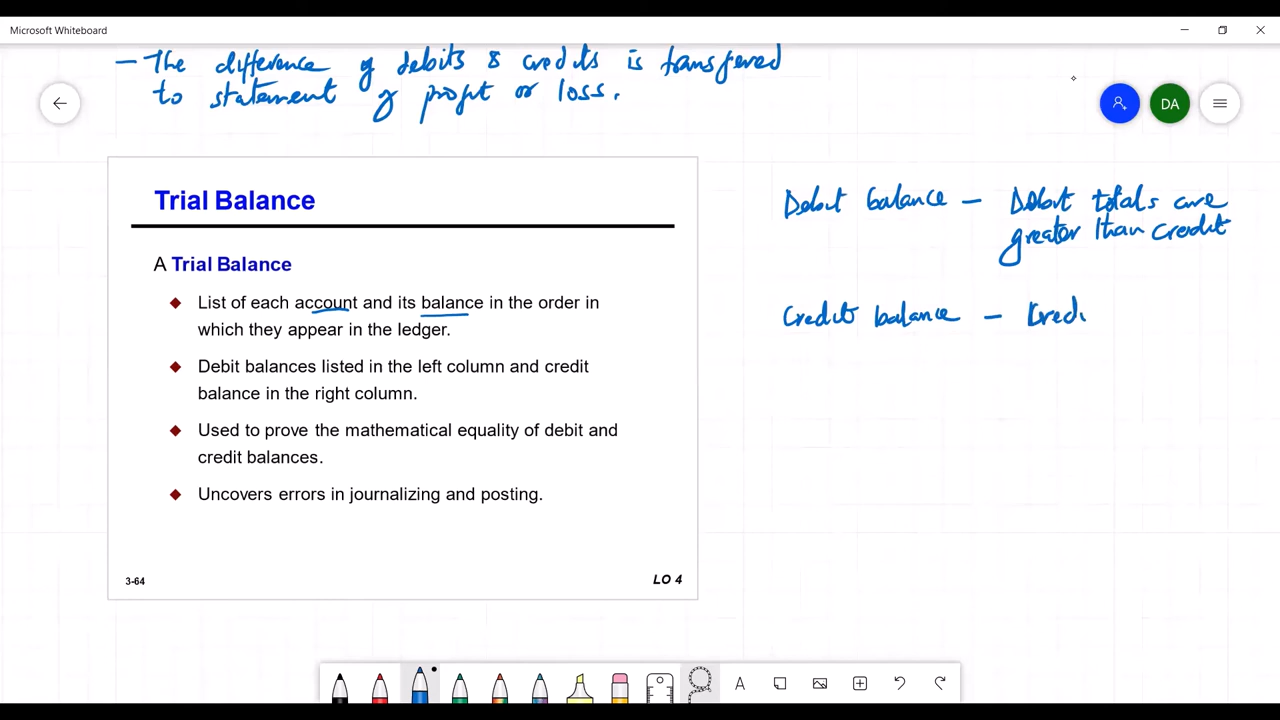 Microsoft Whiteboard
– The difference of debits & credits is transfered
to statement of profit or loss.
DA
Trial Balance
A Trial Balance
List of each account and its balance in the order in
which they appear in the ledger.
Debit balances listed in the left column and credit
balance in the right column.
Used to prove the mathematical equality of debit and
credit balances.
Uncovers errors in journalizing and posting.
3-64
LO 4
Debit balance – Debit totals are
greater than credit
Credit balance – Credi
A